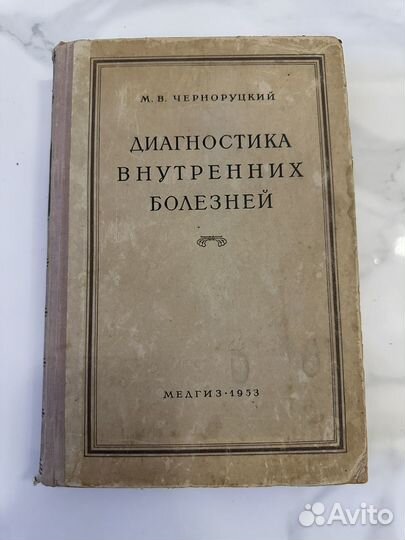 М. В. ЧЕРНОРУЦКИЙ
ДИАГНОСТИКА
ВНУТРЕННИХ
БОЛЕЗНЕЙ
МЕДГИЗ · 1953
Avito